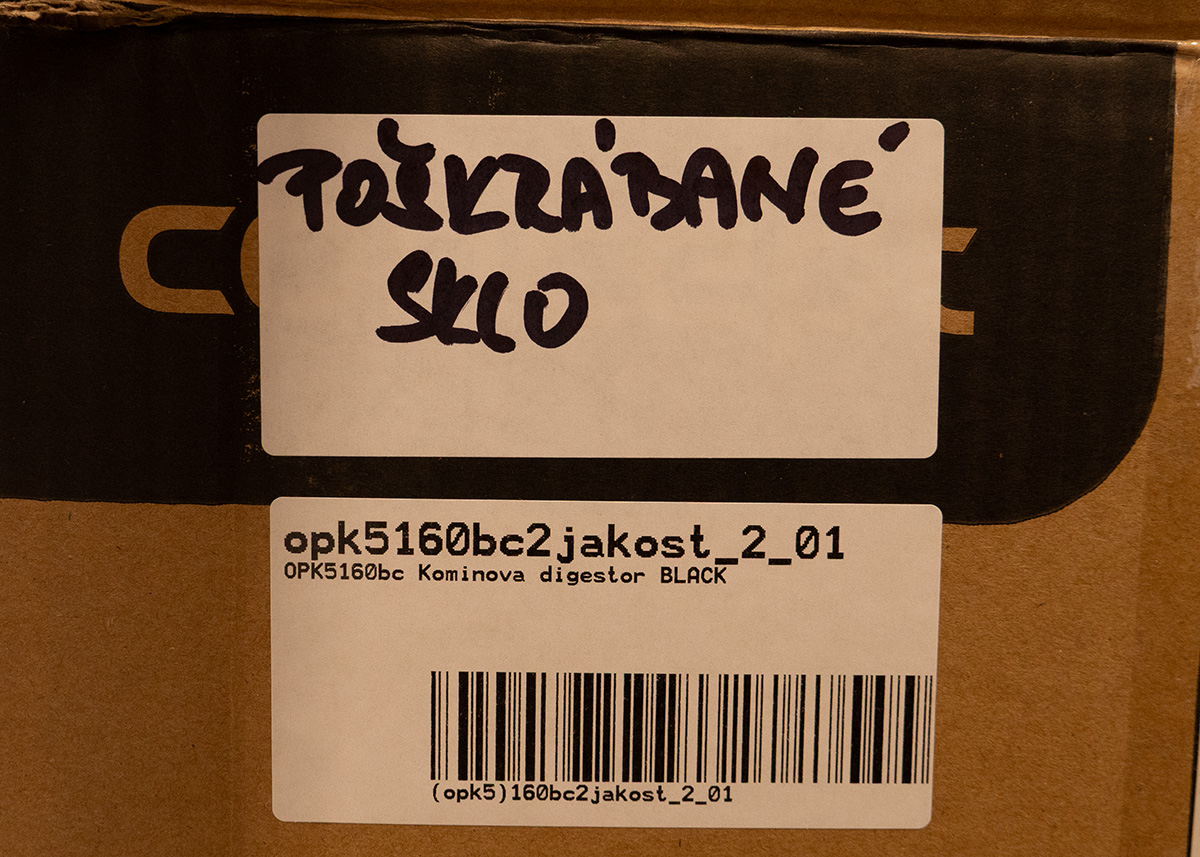 POŠKRÁBANÉ
SKLO
opk5160bc2jakost_2_01
OPK5160bc Kominova digestor BLACK
(opk5)160bc2jakost_2_01